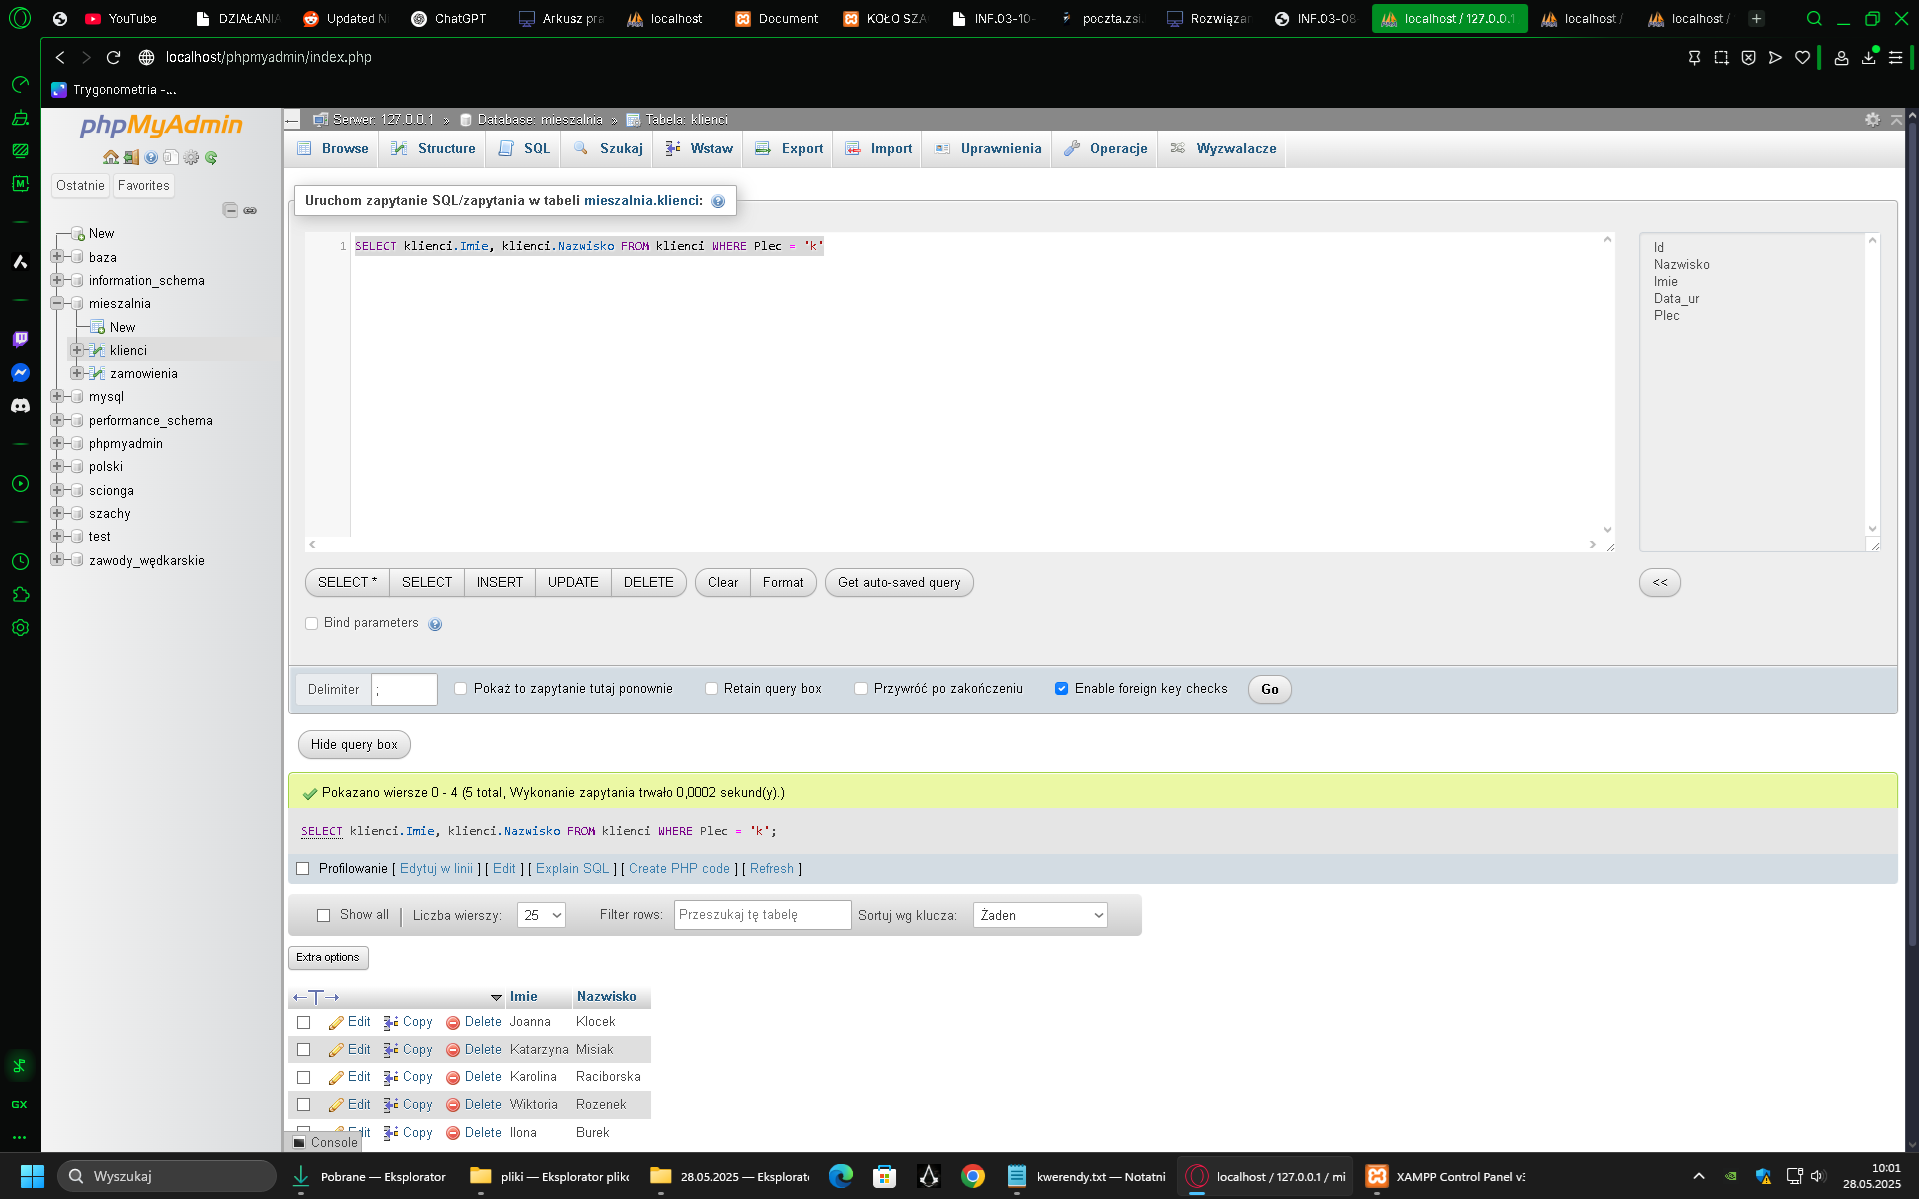 YouTube DZIAŁANIA Updated N ChatGPT Arkusz pra localhost Document KOŁO SZA INF.03-10- poczta.zsi. Rozwiązan INF.03-08 localhost / 127.0.0.1 localhost / localhost /
localhost/phpmyadmin/index.php
Trygonometria -...
phpMyAdmin
Ostatnie Favorites
New
baza
information_schema
mieszalnia
New
klienci
zamowienia
mysql
performance_schema
phpmyadmin
polski
scionga
szachy
test
zawody_wędkarskie
Serwer: 127.0.0.1 » Database: mieszalnia » Tabela: klienci
Browse Structure SQL Szukaj Wstaw Export Import Uprawnienia Operacje Wyzwalacze
Uruchom zapytanie SQL/zapytania w tabeli mieszalnia.klienci:
1 SELECT klienci.Imie, klienci.Nazwisko FROM klienci WHERE Plec = 'k'
Id
Nazwisko
Imie
Data_ur
Plec
SELECT * SELECT INSERT UPDATE DELETE Clear Format Get auto-saved query <<
Bind parameters
Delimiter ; Pokaż to zapytanie tutaj ponownie Retain query box Przywróć po zakończeniu Enable foreign key checks Go
Hide query box
Pokazano wiersze 0 - 4 (5 total, Wykonanie zapytania trwało 0,0002 sekund(y).)
SELECT klienci.Imie, klienci.Nazwisko FROM klienci WHERE Plec = 'k';
Profilowanie [ Edytuj w linii ] [ Edit ] [ Explain SQL ] [ Create PHP code ] [ Refresh ]
Show all | Liczba wierszy: 25 Filter rows: Przeszukaj tę tabelę Sortuj wg klucza: Żaden
Extra options
←T→ Imie Nazwisko
Edit Copy Delete Joanna Klocek
Edit Copy Delete Katarzyna Misiak
Edit Copy Delete Karolina Raciborska
Edit Copy Delete Wiktoria Rozenek
Edit Copy Delete Ilona Burek
Console
GX
Wyszukaj Pobrane — Eksplorator pliki — Eksplorator plikó 28.05.2025 — Eksplorato kwerendy.txt — Notatni localhost / 127.0.0.1 / mi XAMPP Control Panel v3
10:01
28.05.2025